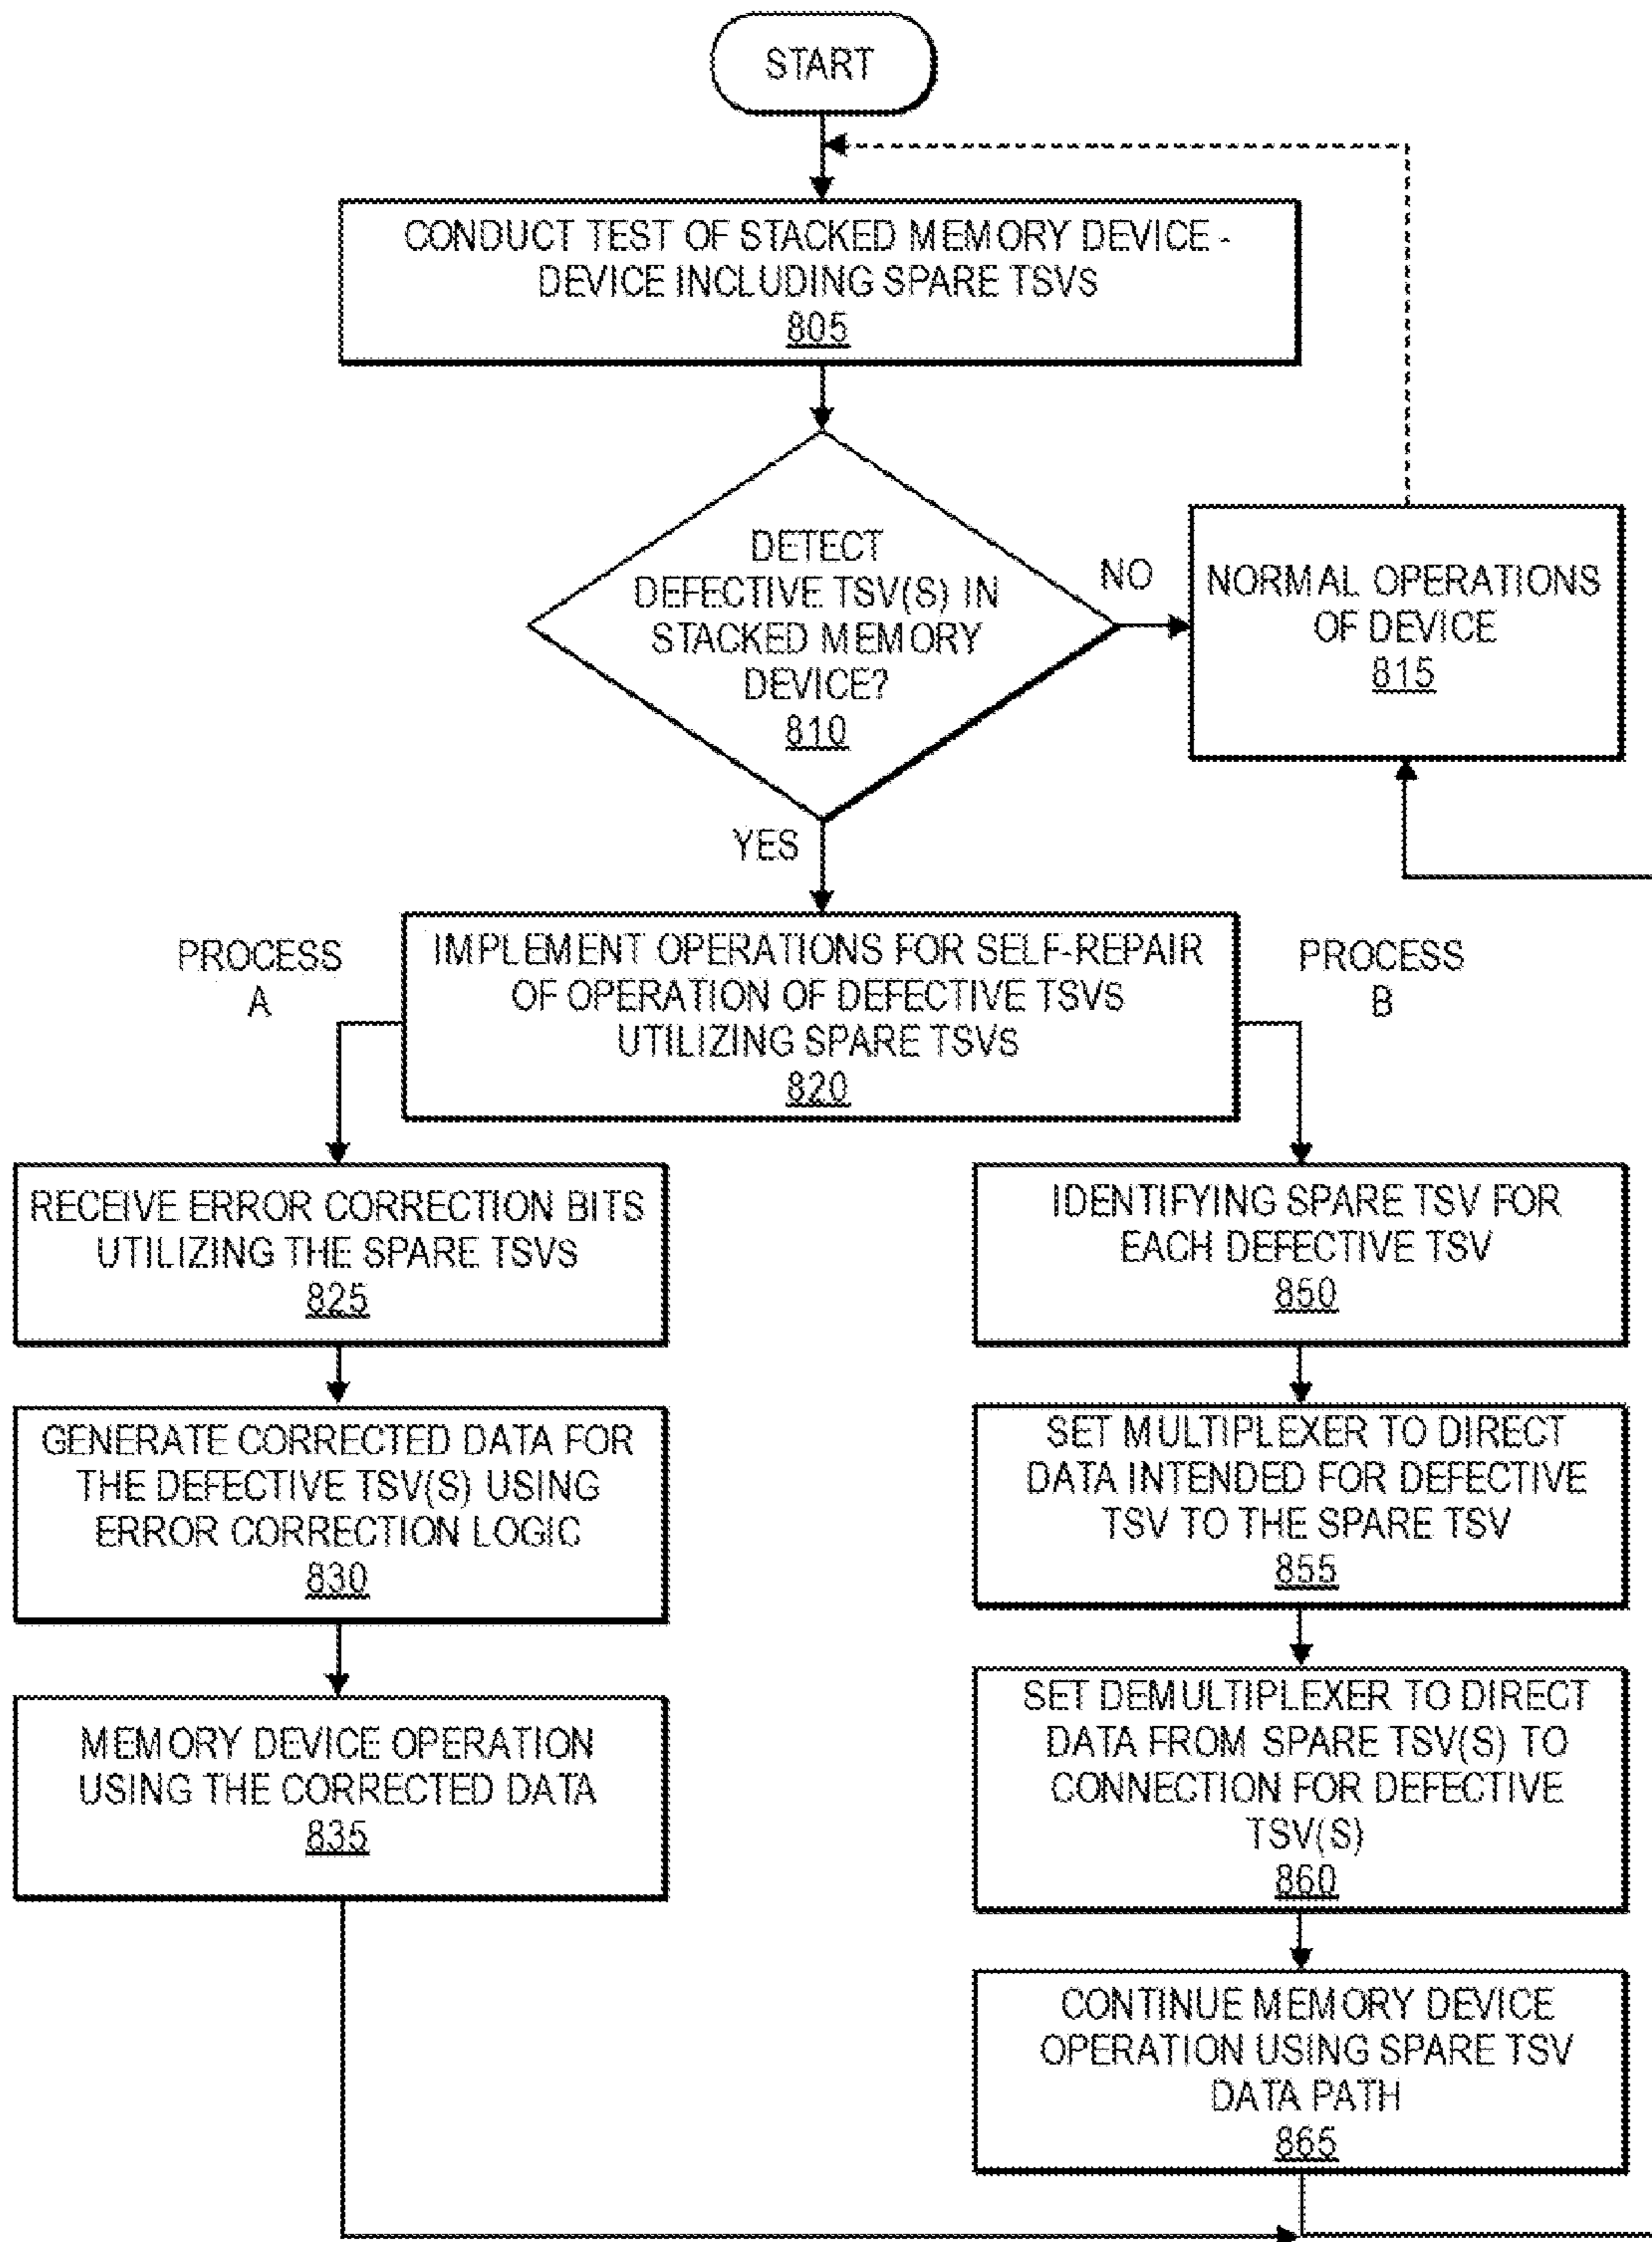 START
CONDUCT TEST OF STACKED MEMORY DEVICE -
DEVICE INCLUDING SPARE TSVS
805
DETECT
DEFECTIVE TSV(S) IN
STACKED MEMORY
DEVICE?
810
NO
NORMAL OPERATIONS
OF DEVICE
815
YES
PROCESS
A
IMPLEMENT OPERATIONS FOR SELF-REPAIR
OF OPERATION OF DEFECTIVE TSVS
UTILIZING SPARE TSVS
820
PROCESS
B
RECEIVE ERROR CORRECTION BITS
UTILIZING THE SPARE TSVS
825
GENERATE CORRECTED DATA FOR
THE DEFECTIVE TSV(S) USING
ERROR CORRECTION LOGIC
830
MEMORY DEVICE OPERATION
USING THE CORRECTED DATA
835
IDENTIFYING SPARE TSV FOR
EACH DEFECTIVE TSV
850
SET MULTIPLEXER TO DIRECT
DATA INTENDED FOR DEFECTIVE
TSV TO THE SPARE TSV
855
SET DEMULTIPLEXER TO DIRECT
DATA FROM SPARE TSV(S) TO
CONNECTION FOR DEFECTIVE
TSV(S)
860
CONTINUE MEMORY DEVICE
OPERATION USING SPARE TSV
DATA PATH
865